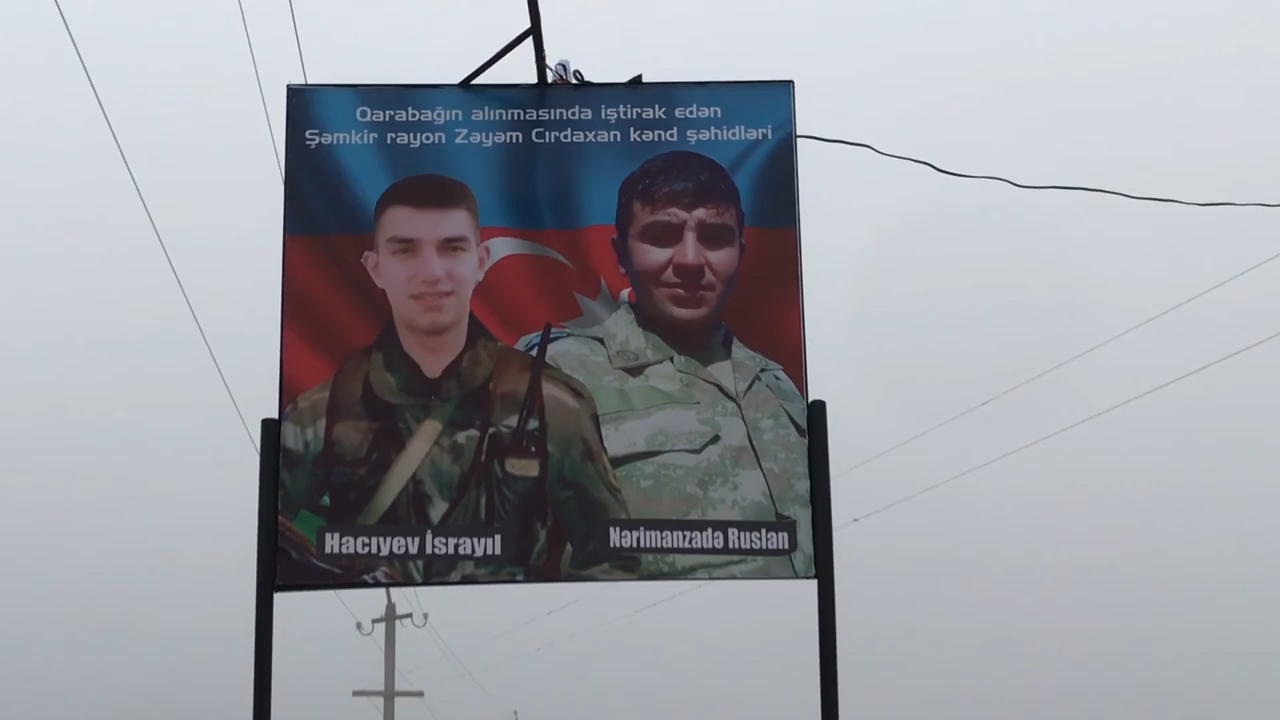 Qarabağın alınmasında iştirak edən
Şəmkir rayon Zəyəm Cırdaxan kənd şəhidləri
Hacıyev İsrayıl
Nərimanzadə Ruslan